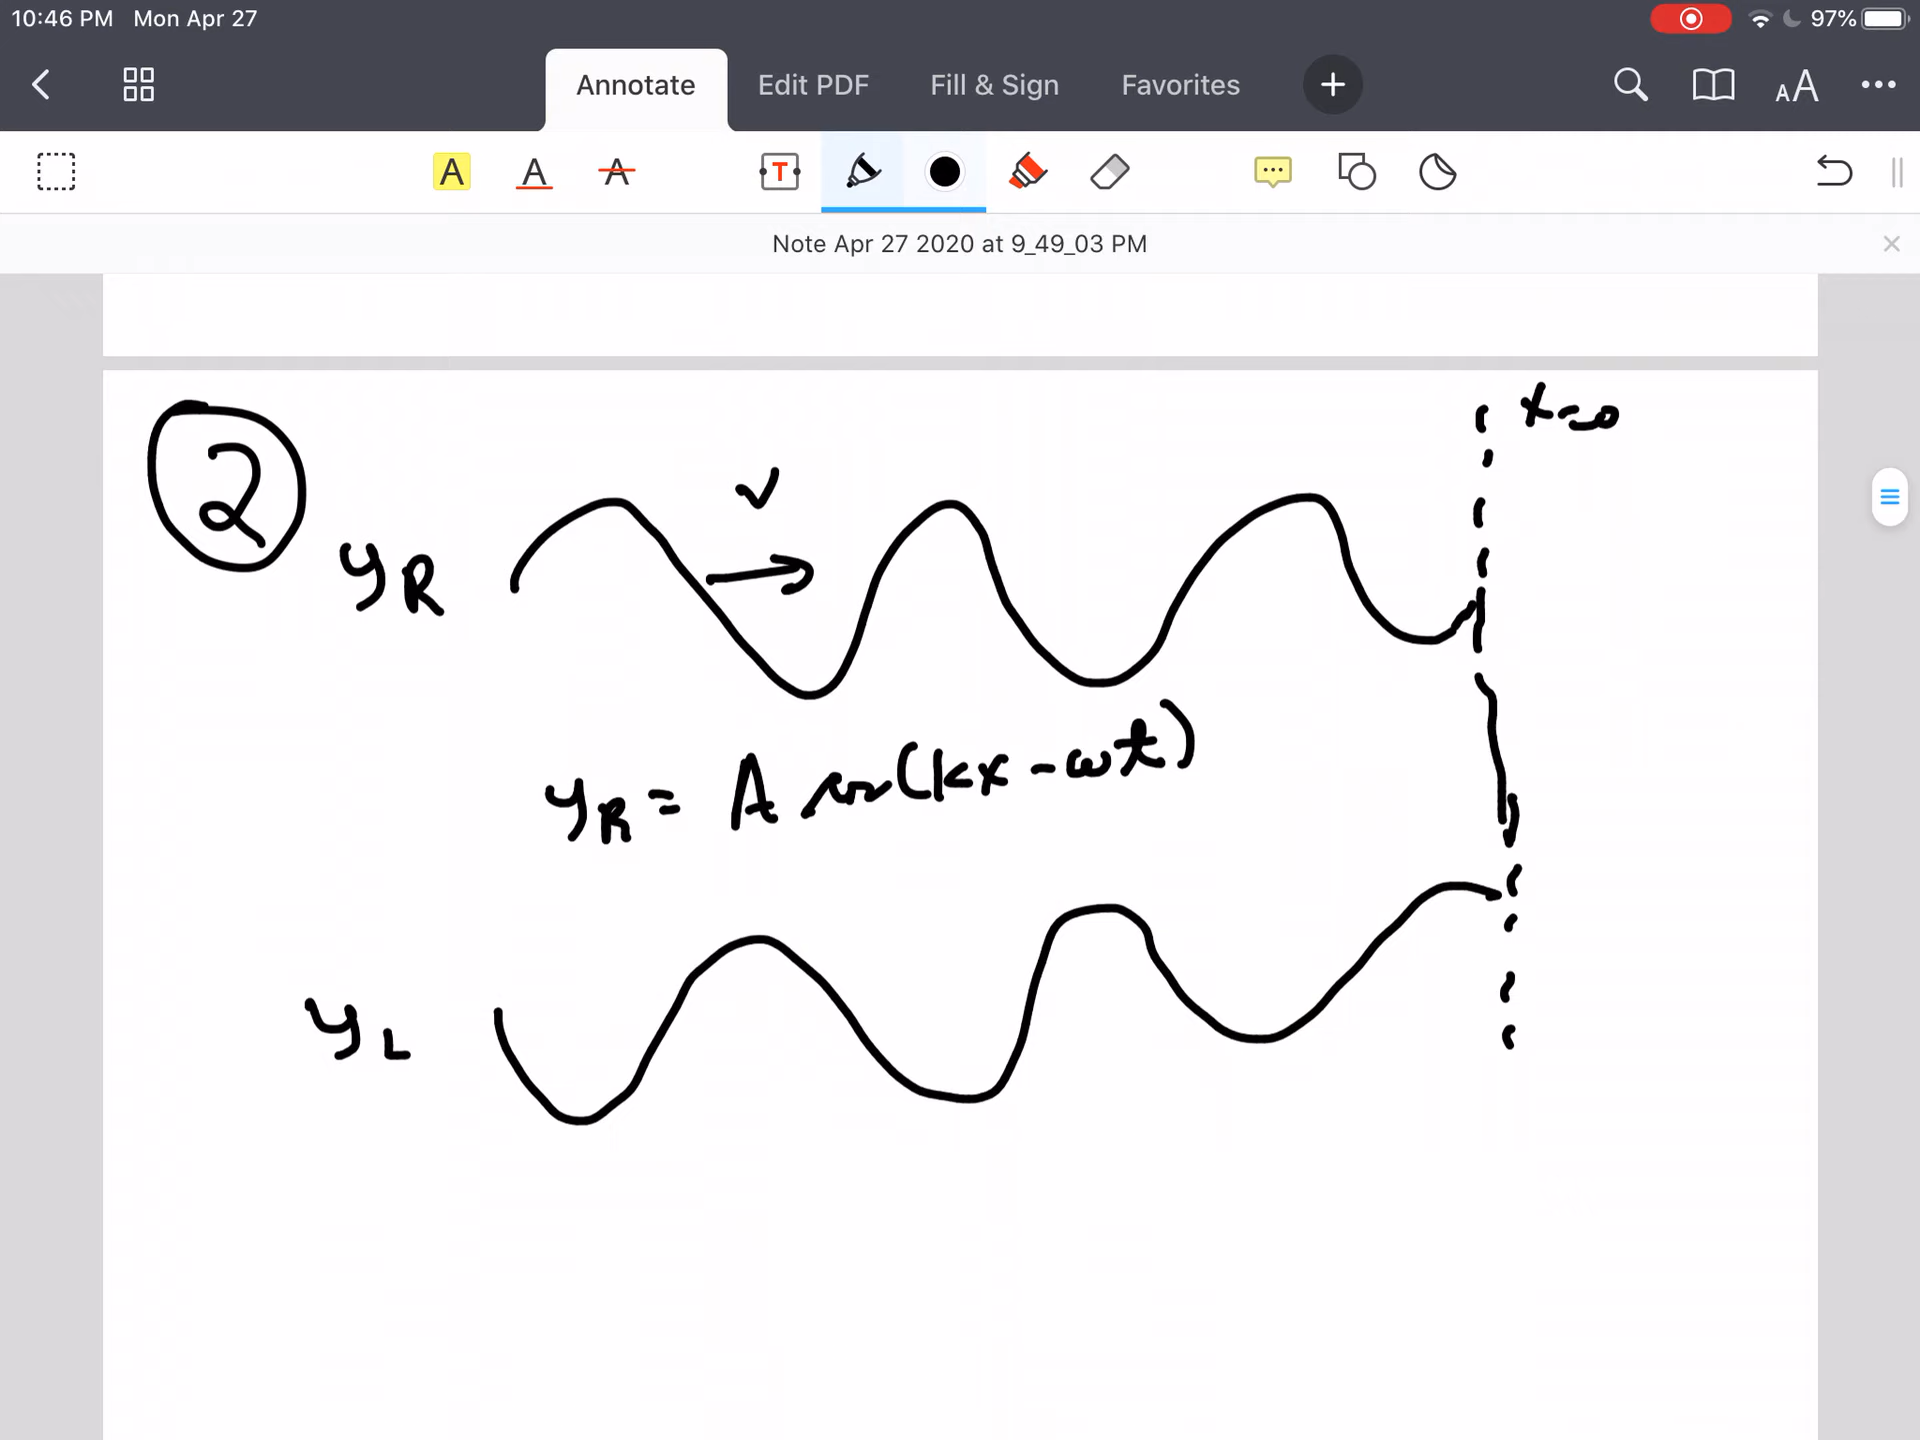 10:46 PM Mon Apr 27 97%
Annotate Edit PDF Fill & Sign Favorites
A A A T AA
Note Apr 27 2020 at 9_49_03 PM
x=0
2
v
yR
yR = A (kx - ωt)
yL